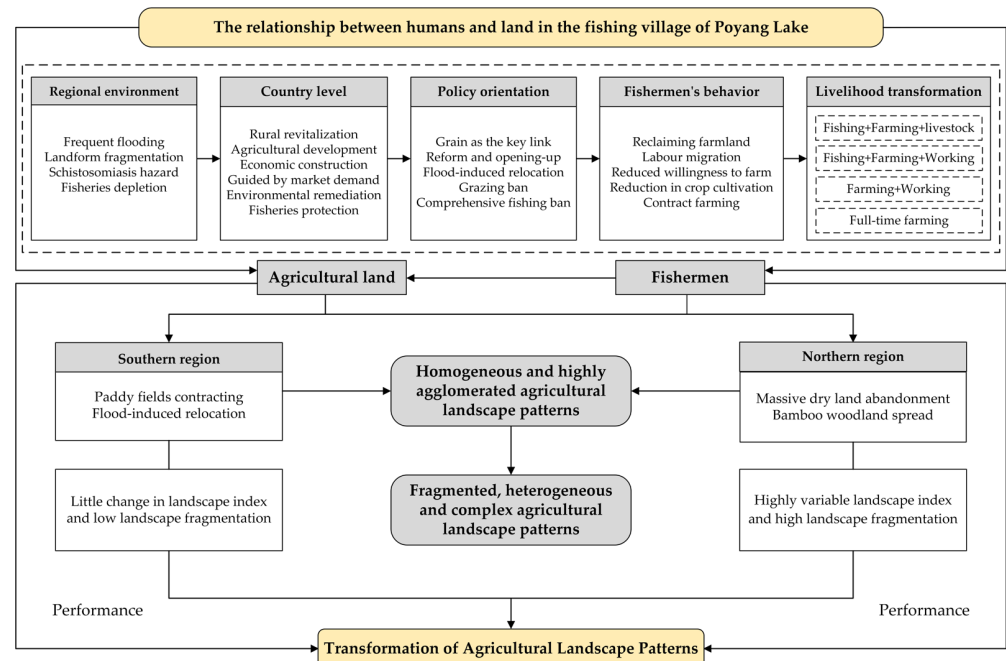 The relationship between humans and land in the fishing village of Poyang Lake
Regional environment
Frequent flooding
Landform fragmentation
Schistosomiasis hazard
Fisheries depletion
Country level
Rural revitalization
Agricultural development
Economic construction
Guided by market demand
Environmental remediation
Fisheries protection
Policy orientation
Grain as the key link
Reform and opening-up
Flood-induced relocation
Grazing ban
Comprehensive fishing ban
Fishermen's behavior
Reclaiming farmland
Labour migration
Reduced willingness to farm
Reduction in crop cultivation
Contract farming
Livelihood transformation
Fishing+Farming+livestock
Fishing+Farming+Working
Farming+Working
Full-time farming
Agricultural land
Fishermen
Southern region
Paddy fields contracting
Flood-induced relocation
Little change in landscape index
and low landscape fragmentation
Homogeneous and highly
agglomerated agricultural
landscape patterns
Fragmented, heterogeneous
and complex agricultural
landscape patterns
Northern region
Massive dry land abandonment
Bamboo woodland spread
Highly variable landscape index
and high landscape fragmentation
Performance
Performance
Transformation of Agricultural Landscape Patterns